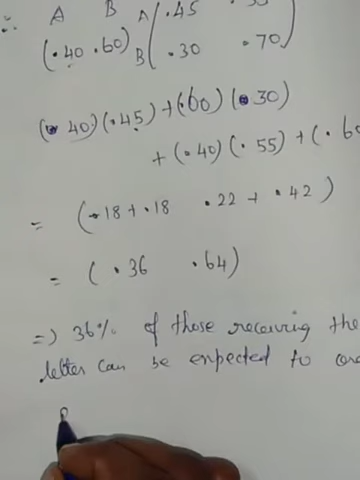 A B A .45
∴ (.40 .60) B .30 .70
(.40)(.45) + (.60)(.30)
+ (.40)(.55) + (.60
= (.18 + .18 .22 + .42)
= (.36 .64)
=) 36% of those receiving the
letter can be expected to